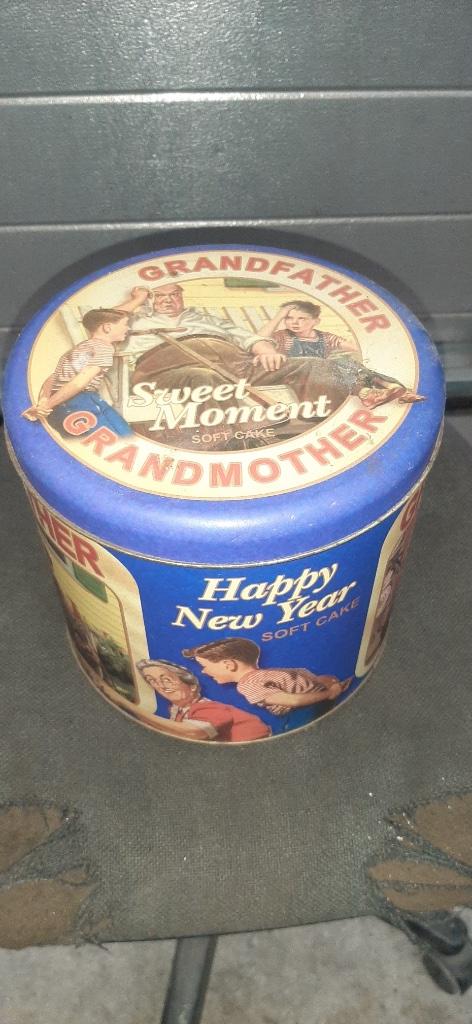 GRANDFATHER
Sweet
Moment
SOFT CAKE
GRANDMOTHER
HER
Happy
New Year
SOFT CAKE